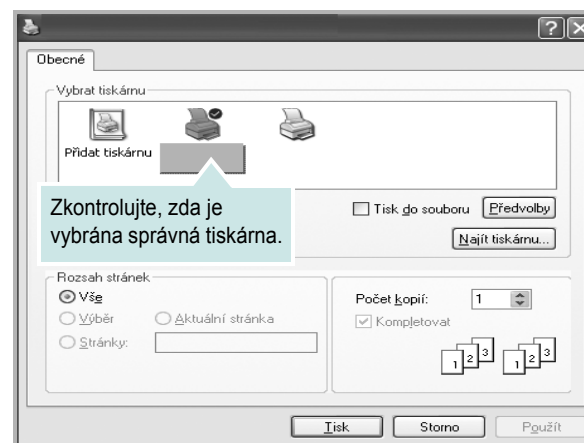 Obecné
Vybrat tiskárnu
Přidat tiskárnu
Zkontrolujte, zda je
vybrána správná tiskárna.
Tisk do souboru
Předvolby
Najít tiskárnu...
Rozsah stránek
Vše
Výběr
Aktuální stránka
Stránky:
Počet kopií:
1
Kompletovat
1 2 3 1 2 3
Tisk
Storno
Použít